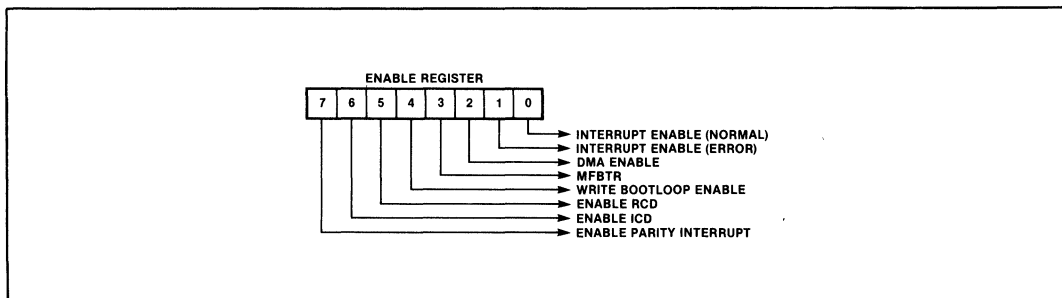 ENABLE REGISTER
7 6 5 4 3 2 1 0
INTERRUPT ENABLE (NORMAL)
INTERRUPT ENABLE (ERROR)
DMA ENABLE
MFBTR
WRITE BOOTLOOP ENABLE
ENABLE RCD
ENABLE ICD
ENABLE PARITY INTERRUPT